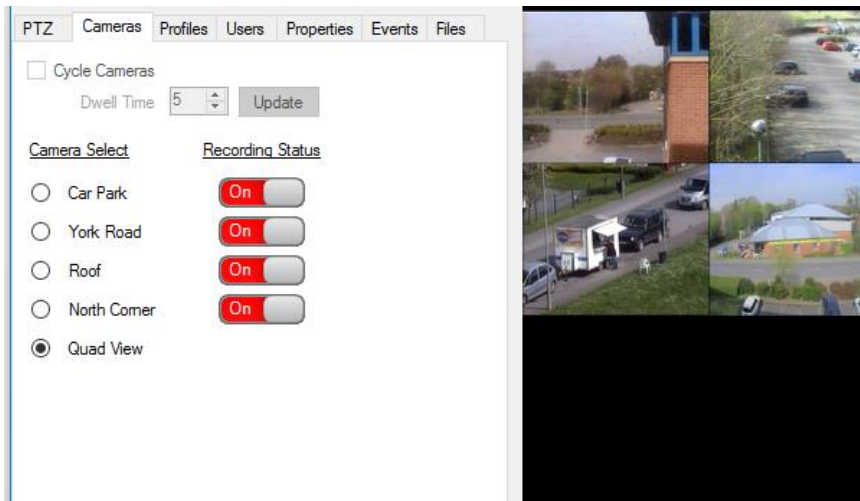 PTZ Cameras Profiles Users Properties Events Files
Cycle Cameras
Dwell Time 5 Update
Camera Select Recording Status
Car Park On
York Road On
Roof On
North Corner On
Quad View